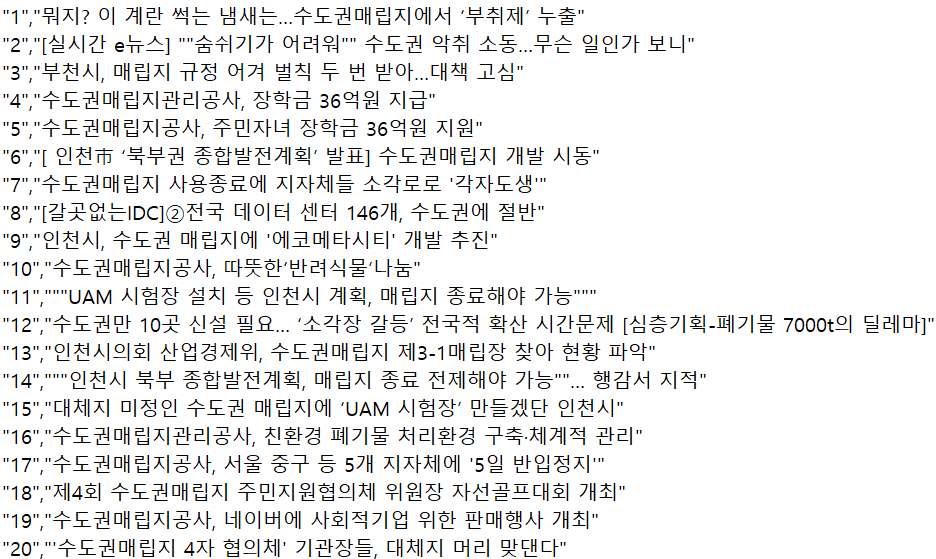 "1","뭐지? 이 계란 썩는 냄새는…수도권매립지에서 ‘부취제’ 누출"
"2","[실시간 e뉴스] ""숨쉬기가 어려워"" 수도권 악취 소동…무슨 일인가 보니"
"3","부천시, 매립지 규정 어겨 벌칙 두 번 받아…대책 고심"
"4","수도권매립지관리공사, 장학금 36억원 지급"
"5","수도권매립지공사, 주민자녀 장학금 36억원 지원"
"6","[ 인천市 ‘북부권 종합발전계획’ 발표] 수도권매립지 개발 시동"
"7","수도권매립지 사용종료에 지자체들 소각로로 '각자도생'"
"8","[갈곳없는IDC]②전국 데이터 센터 146개, 수도권에 절반"
"9","인천시, 수도권 매립지에 '에코메타시티' 개발 추진"
"10","수도권매립지공사, 따뜻한‘반려식물’나눔"
"11","""UAM 시험장 설치 등 인천시 계획, 매립지 종료해야 가능"""
"12","수도권만 10곳 신설 필요… ‘소각장 갈등’ 전국적 확산 시간문제 [심층기획-폐기물 7000t의 딜레마]"
"13","인천시의회 산업경제위, 수도권매립지 제3-1매립장 찾아 현황 파악"
"14","""인천시 북부 종합발전계획, 매립지 종료 전제해야 가능""… 행감서 지적"
"15","대체지 미정인 수도권 매립지에 ‘UAM 시험장’ 만들겠단 인천시"
"16","수도권매립지관리공사, 친환경 폐기물 처리환경 구축·체계적 관리"
"17","수도권매립지공사, 서울 중구 등 5개 지자체에 '5일 반입정지'"
"18","제4회 수도권매립지 주민지원협의체 위원장 자선골프대회 개최"
"19","수도권매립지공사, 네이버에 사회적기업 위한 판매행사 개최"
"20","'수도권매립지 4자 협의체' 기관장들, 대체지 머리 맞댄다"